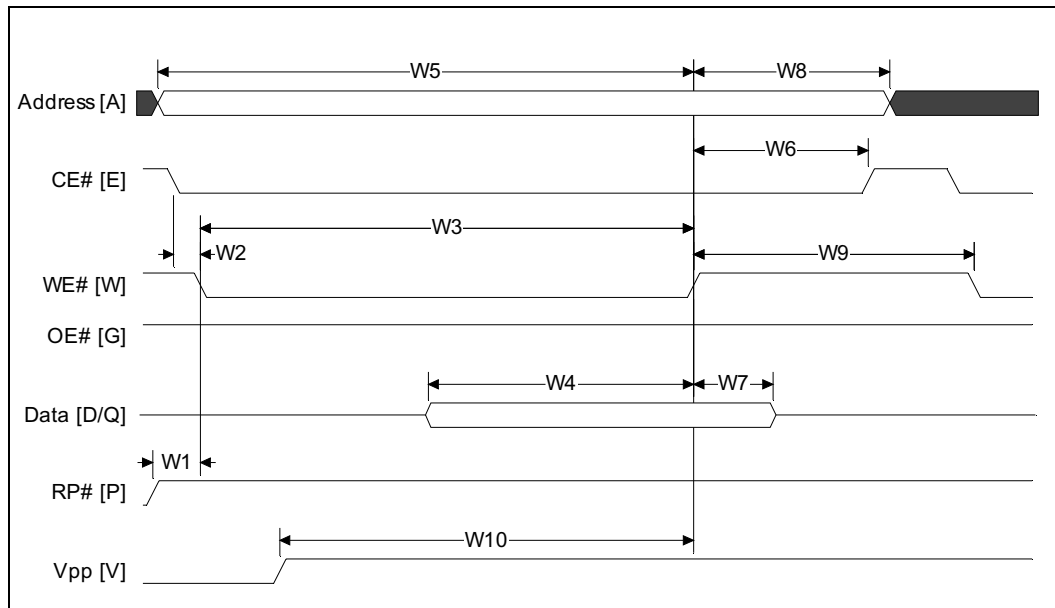 W5
W8
Address [A]
W6
CE# [E]
W3
W2
W9
WE# [W]
OE# [G]
W4
W7
Data [D/Q]
W1
RP# [P]
W10
Vpp [V]